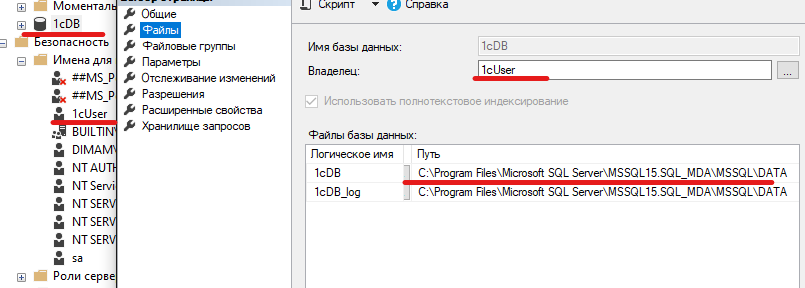 Моменталь
1cDB
Безопасность
Имена для
##MS_P
##MS_P
1cUser
BUILTIN
DIMAMV
NT AUTH
NT Servi
NT SERV
NT SERV
NT SERV
sa
Роли серве
Общие
Файлы
Файловые группы
Параметры
Отслеживание изменений
Разрешения
Расширенные свойства
Хранилище запросов
Скрипт
Справка
Имя базы данных: 1cDB
Владелец: 1cUser ...
Использовать полнотекстовое индексирование
Файлы базы данных:
Логическое имя Путь
1cDB C:\Program Files\Microsoft SQL Server\MSSQL15.SQL_MDA\MSSQL\DATA
1cDB_log C:\Program Files\Microsoft SQL Server\MSSQL15.SQL_MDA\MSSQL\DATA